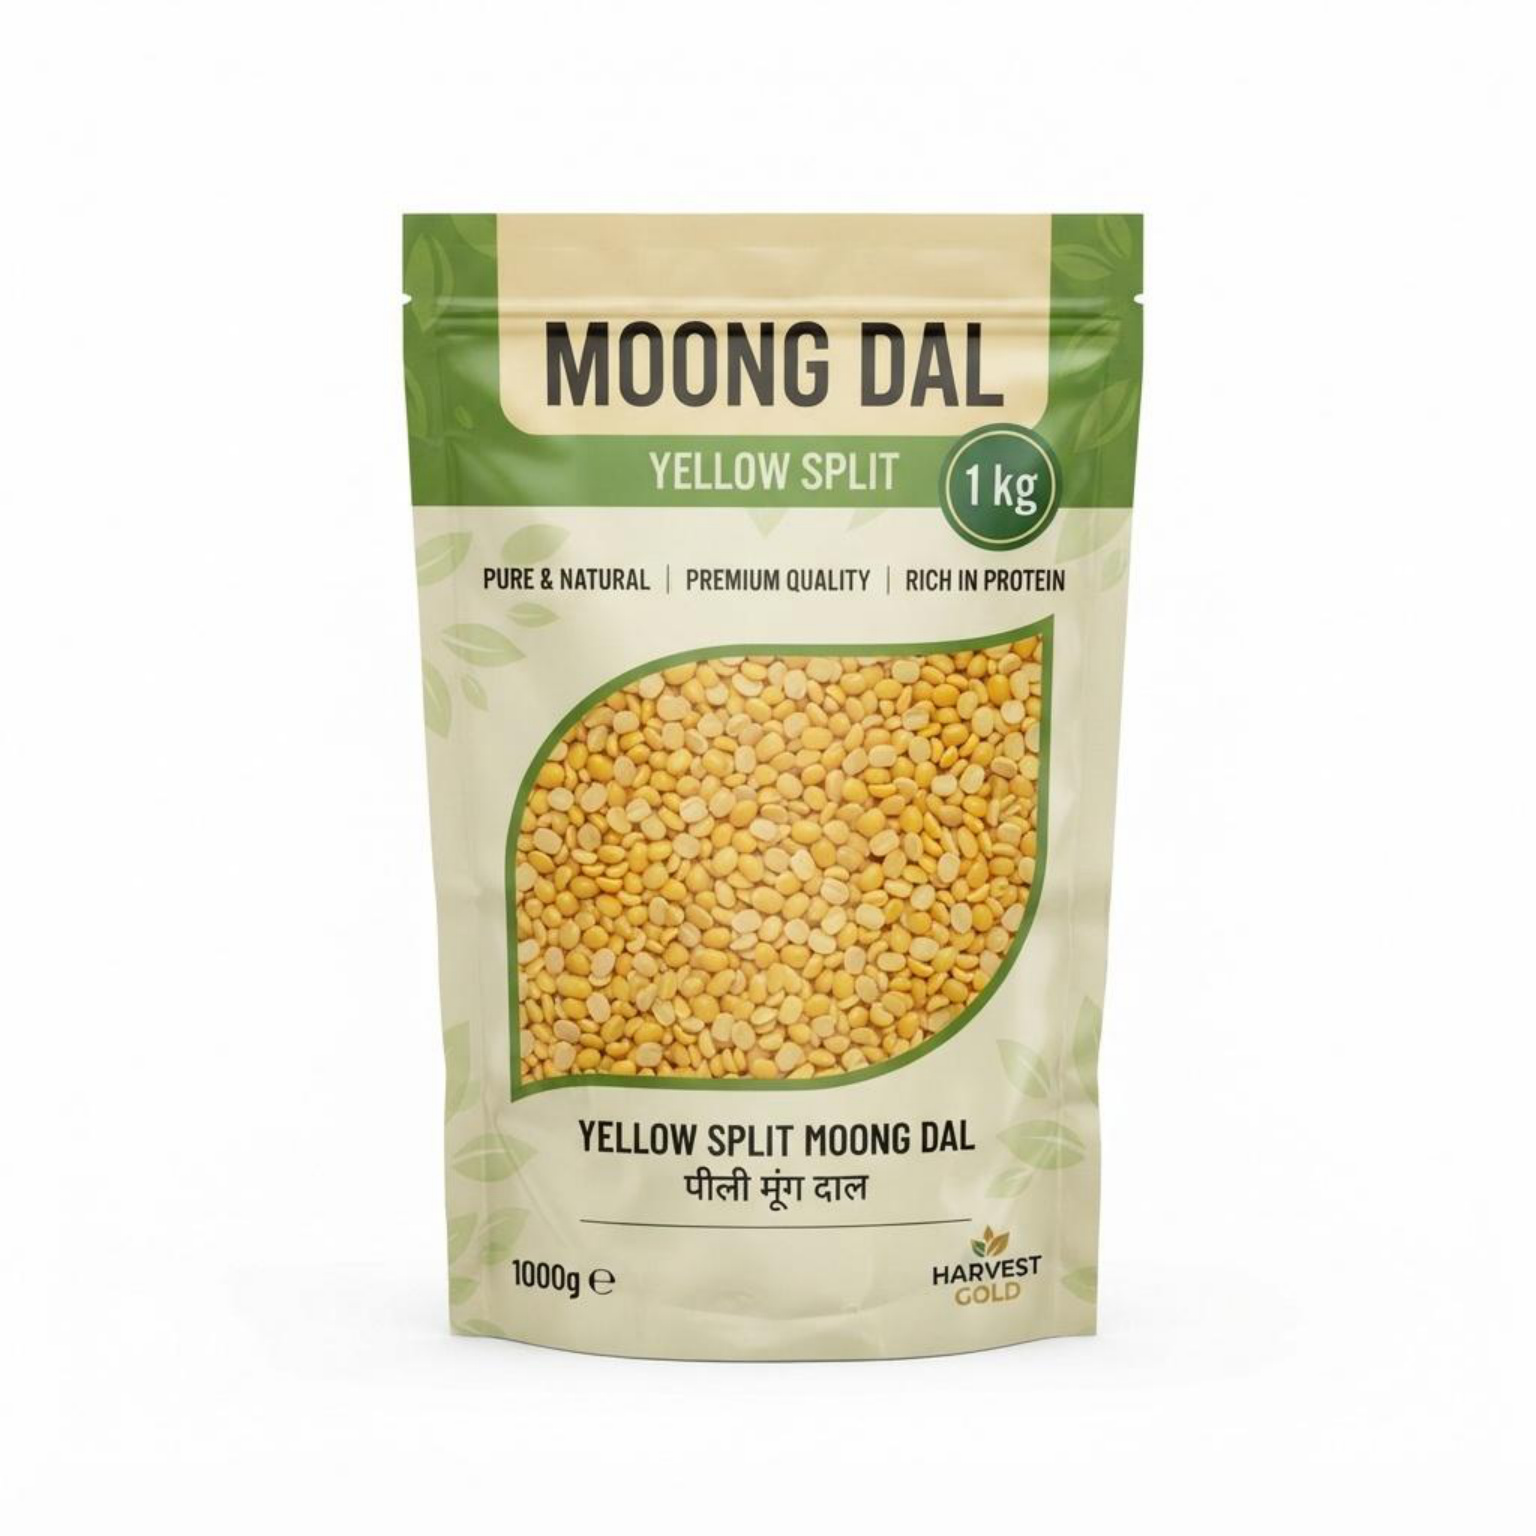 MOONG DAL
YELLOW SPLIT
1 kg
PURE & NATURAL | PREMIUM QUALITY | RICH IN PROTEIN
YELLOW SPLIT MOONG DAL
पीली मूंग दाल
1000g ℮
HARVEST
GOLD